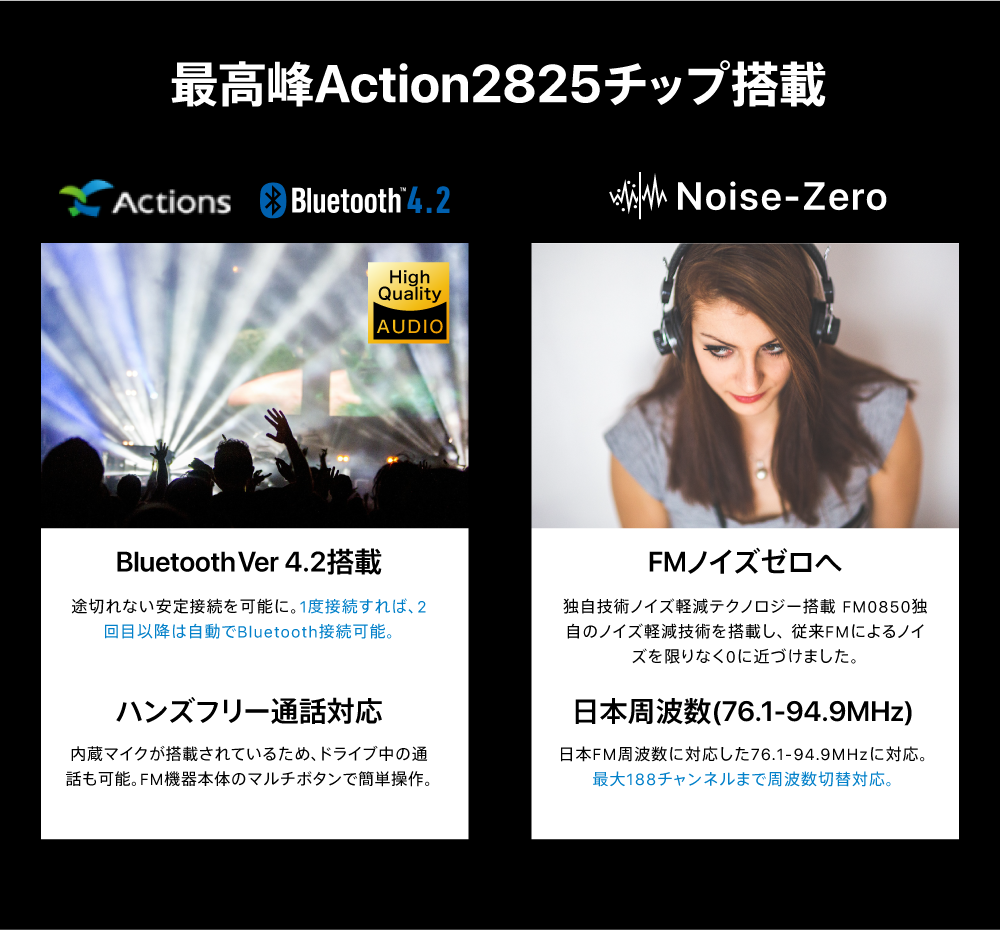 最高峰Action2825チップ搭載
Actions
Bluetooth™4.2
High
Quality
AUDIO
BluetoothVer 4.2搭載
途切れない安定接続を可能に。1度接続すれば、2
回目以降は自動でBluetooth接続可能。
ハンズフリー通話対応
内蔵マイクが搭載されているため、ドライブ中の通
話も可能。FM機器本体のマルチボタンで簡単操作。
Noise-Zero
FMノイズゼロへ
独自技術ノイズ軽減テクノロジー搭載 FM0850独
自のノイズ軽減技術を搭載し、従来FMによるノイ
ズを限りなく0に近づけました。
日本周波数(76.1-94.9MHz)
日本FM周波数に対応した76.1-94.9MHzに対応。
最大188チャンネルまで周波数切替対応。